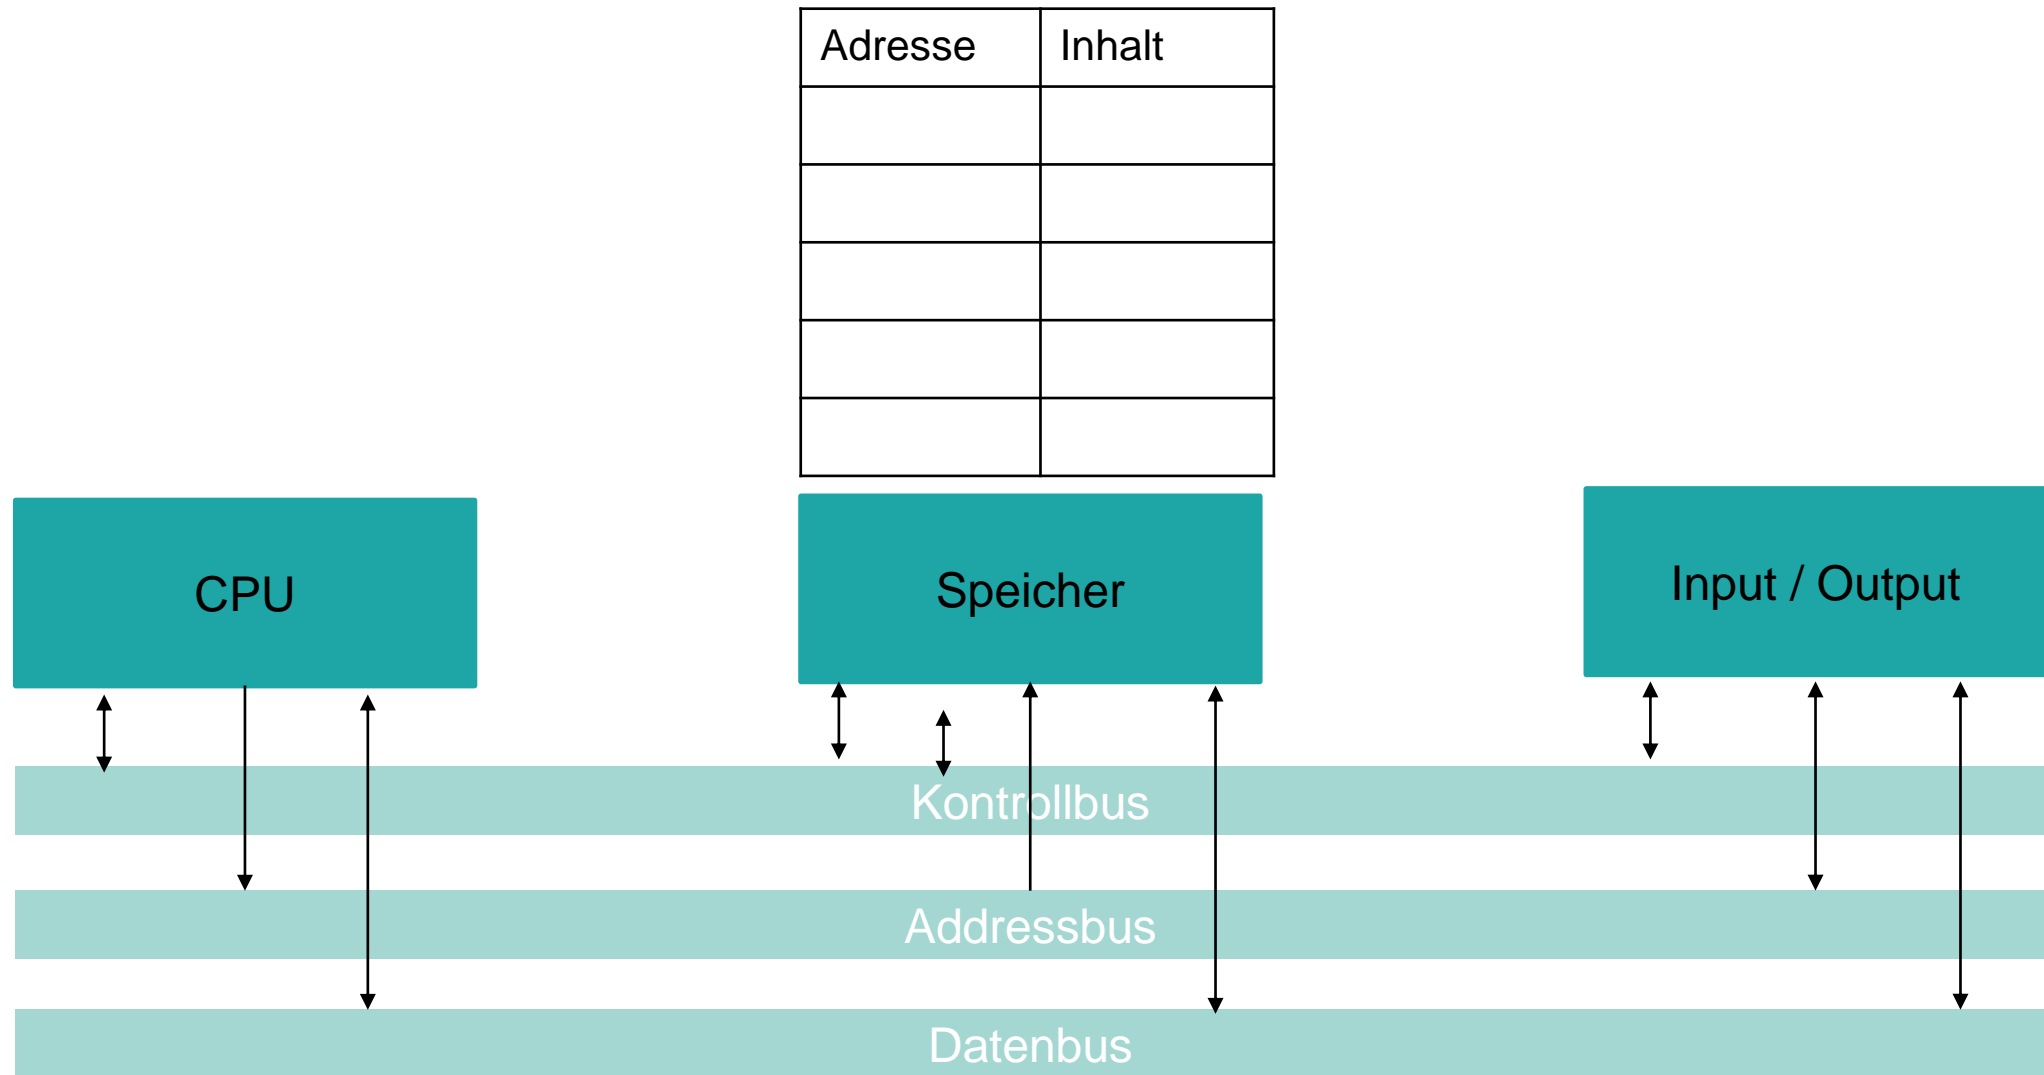 Adresse Inhalt
CPU
Speicher
Input / Output
Kontrollbus
Addressbus
Datenbus